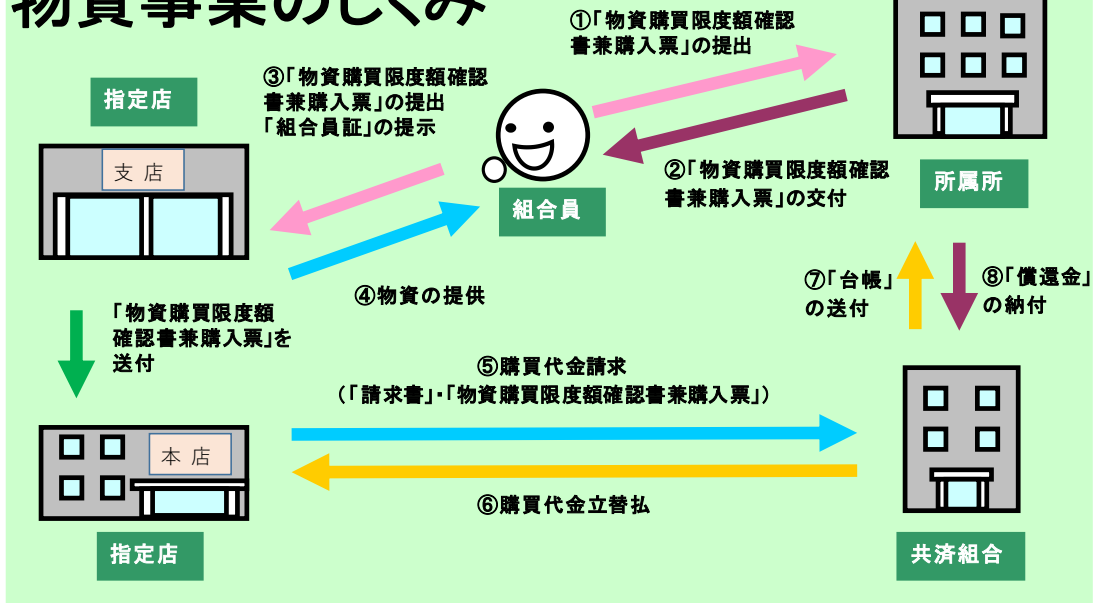 物資事業のしくみ
①「物資購買限度額確認
書兼購入票」の提出
③「物資購買限度額確認
書兼購入票」の提出
「組合員証」の提示
指定店
支店
組合員
②「物資購買限度額確認
書兼購入票」の交付
所属所
④物資の提供
⑦「台帳」
の送付
⑧「償還金」
の納付
「物資購買限度額
確認書兼購入票」を
送付
⑤購買代金請求
(「請求書」・「物資購買限度額確認書兼購入票」)
本店
⑥購買代金立替払
指定店
共済組合